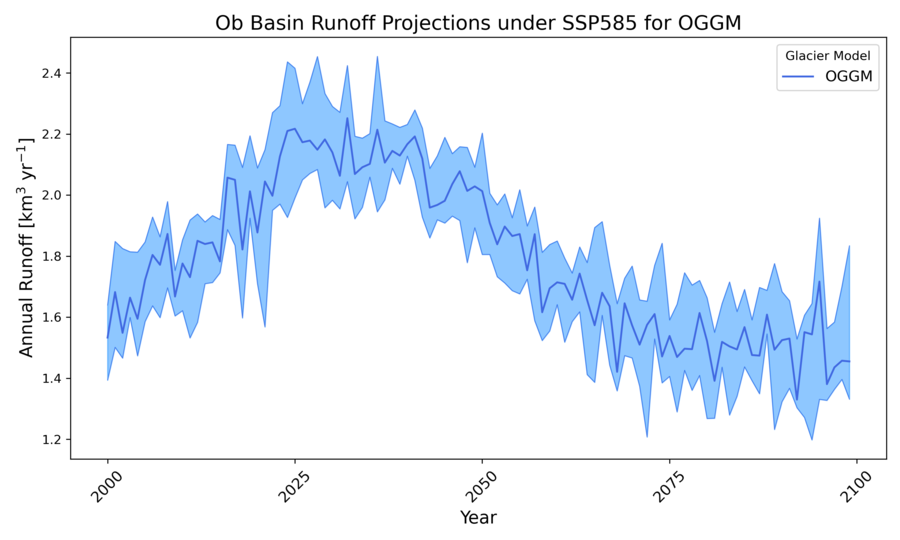 Ob Basin Runoff Projections under SSP585 for OGGM
Glacier Model
OGGM
Annual Runoff [km³ yr⁻¹]
2.4
2.2
2.0
1.8
1.6
1.4
1.2
2000
2025
2050
2075
2100
Year